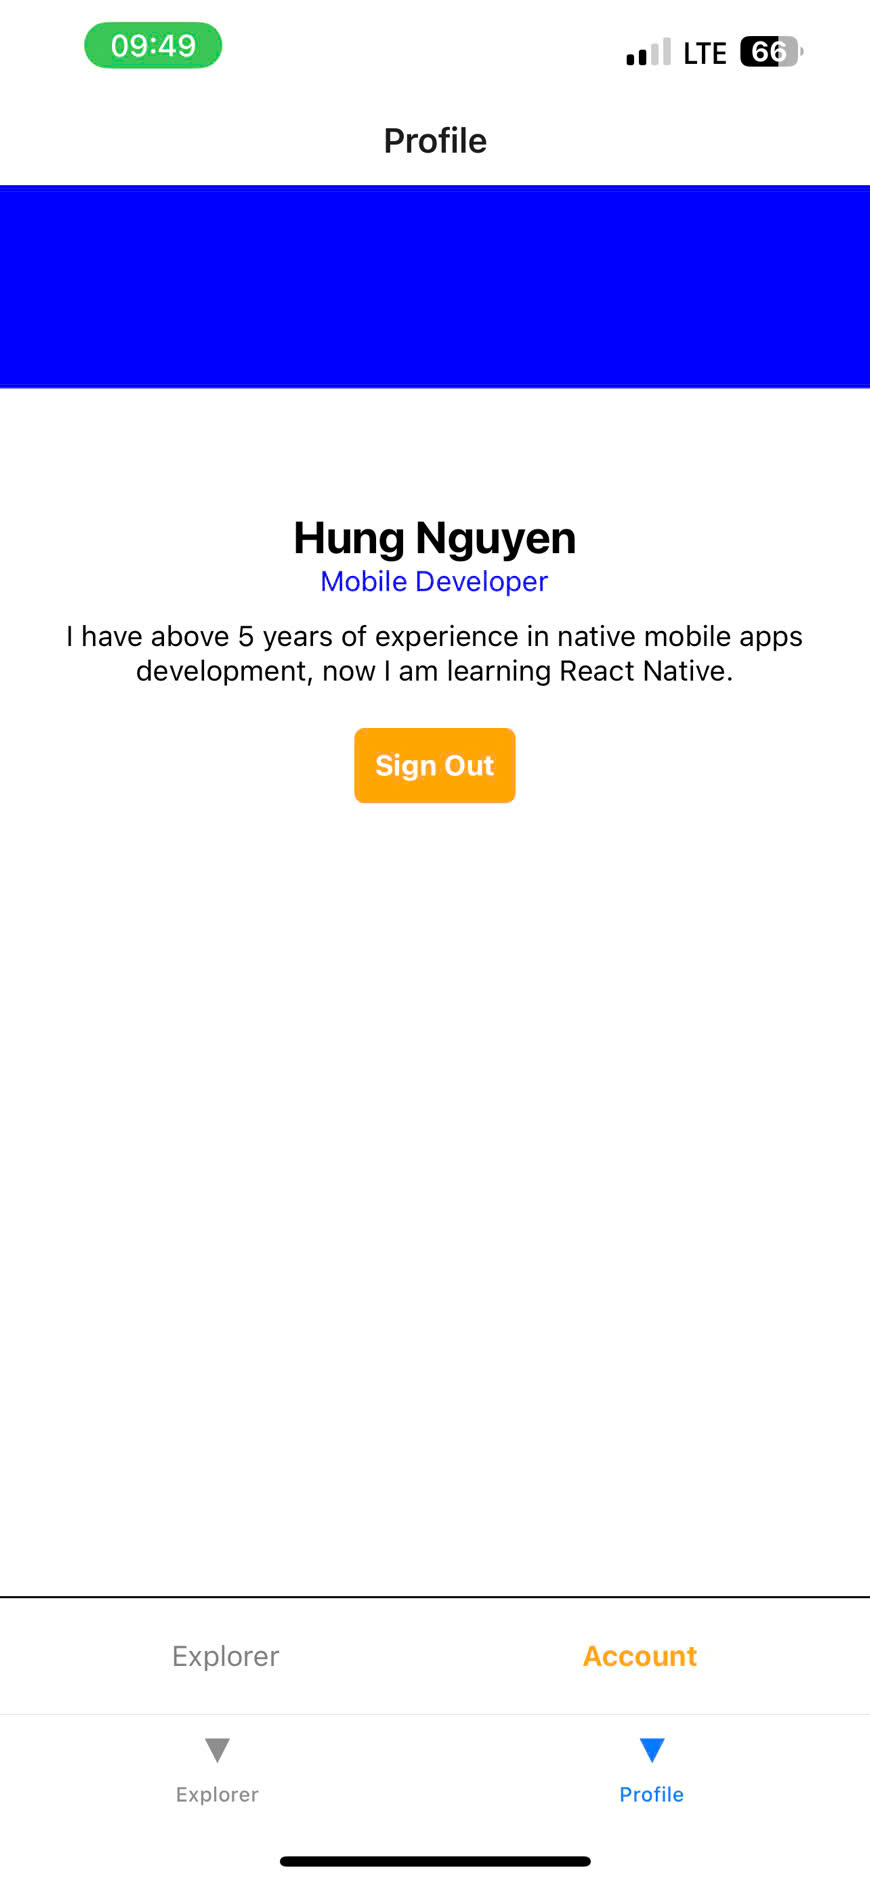 09:49
LTE 66
Profile
Hung Nguyen
Mobile Developer
I have above 5 years of experience in native mobile apps
development, now I am learning React Native.
Sign Out
Explorer Account
Explorer Profile